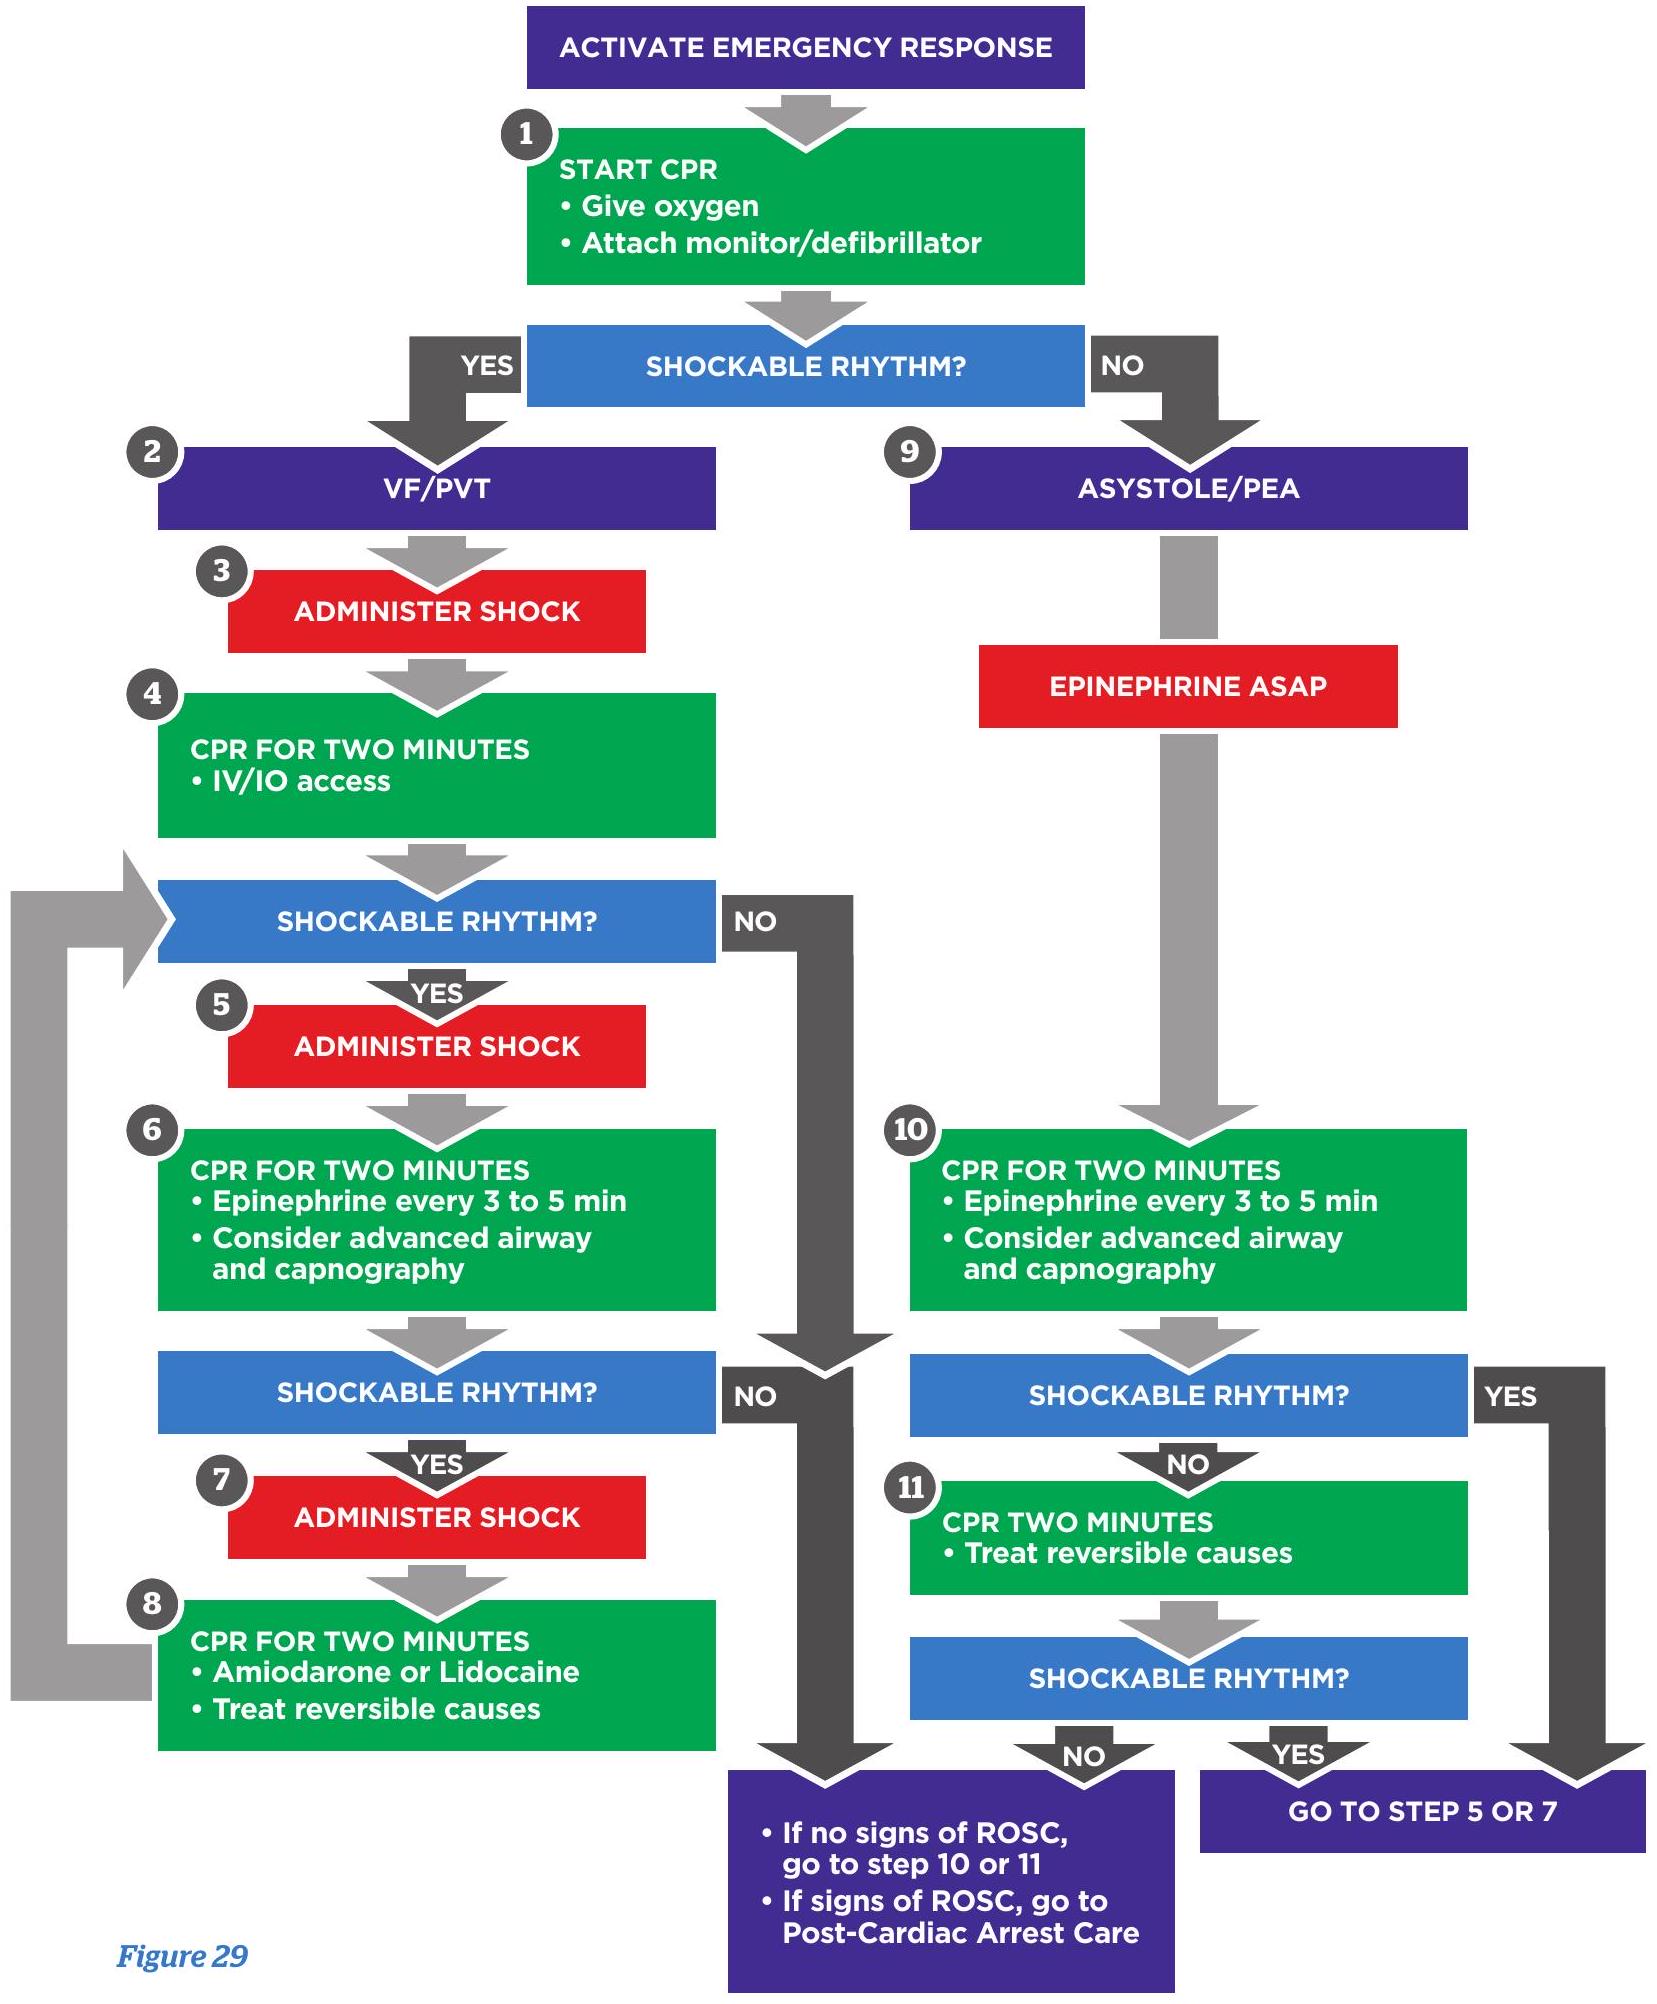 ACTIVATE EMERGENCY RESPONSE
1
START CPR
• Give oxygen
• Attach monitor/defibrillator
YES
SHOCKABLE RHYTHM?
NO
2
VF/PVT
3
ADMINISTER SHOCK
4
CPR FOR TWO MINUTES
• IV/IO access
SHOCKABLE RHYTHM?
NO
YES
5
ADMINISTER SHOCK
6
CPR FOR TWO MINUTES
• Epinephrine every 3 to 5 min
• Consider advanced airway
and capnography
SHOCKABLE RHYTHM?
NO
YES
7
ADMINISTER SHOCK
8
CPR FOR TWO MINUTES
• Amiodarone or Lidocaine
• Treat reversible causes
9
ASYSTOLE/PEA
EPINEPHRINE ASAP
10
CPR FOR TWO MINUTES
• Epinephrine every 3 to 5 min
• Consider advanced airway
and capnography
SHOCKABLE RHYTHM?
YES
NO
11
CPR TWO MINUTES
• Treat reversible causes
SHOCKABLE RHYTHM?
NO
YES
• If no signs of ROSC,
go to step 10 or 11
• If signs of ROSC, go to
Post-Cardiac Arrest Care
GO TO STEP 5 OR 7
Figure 29